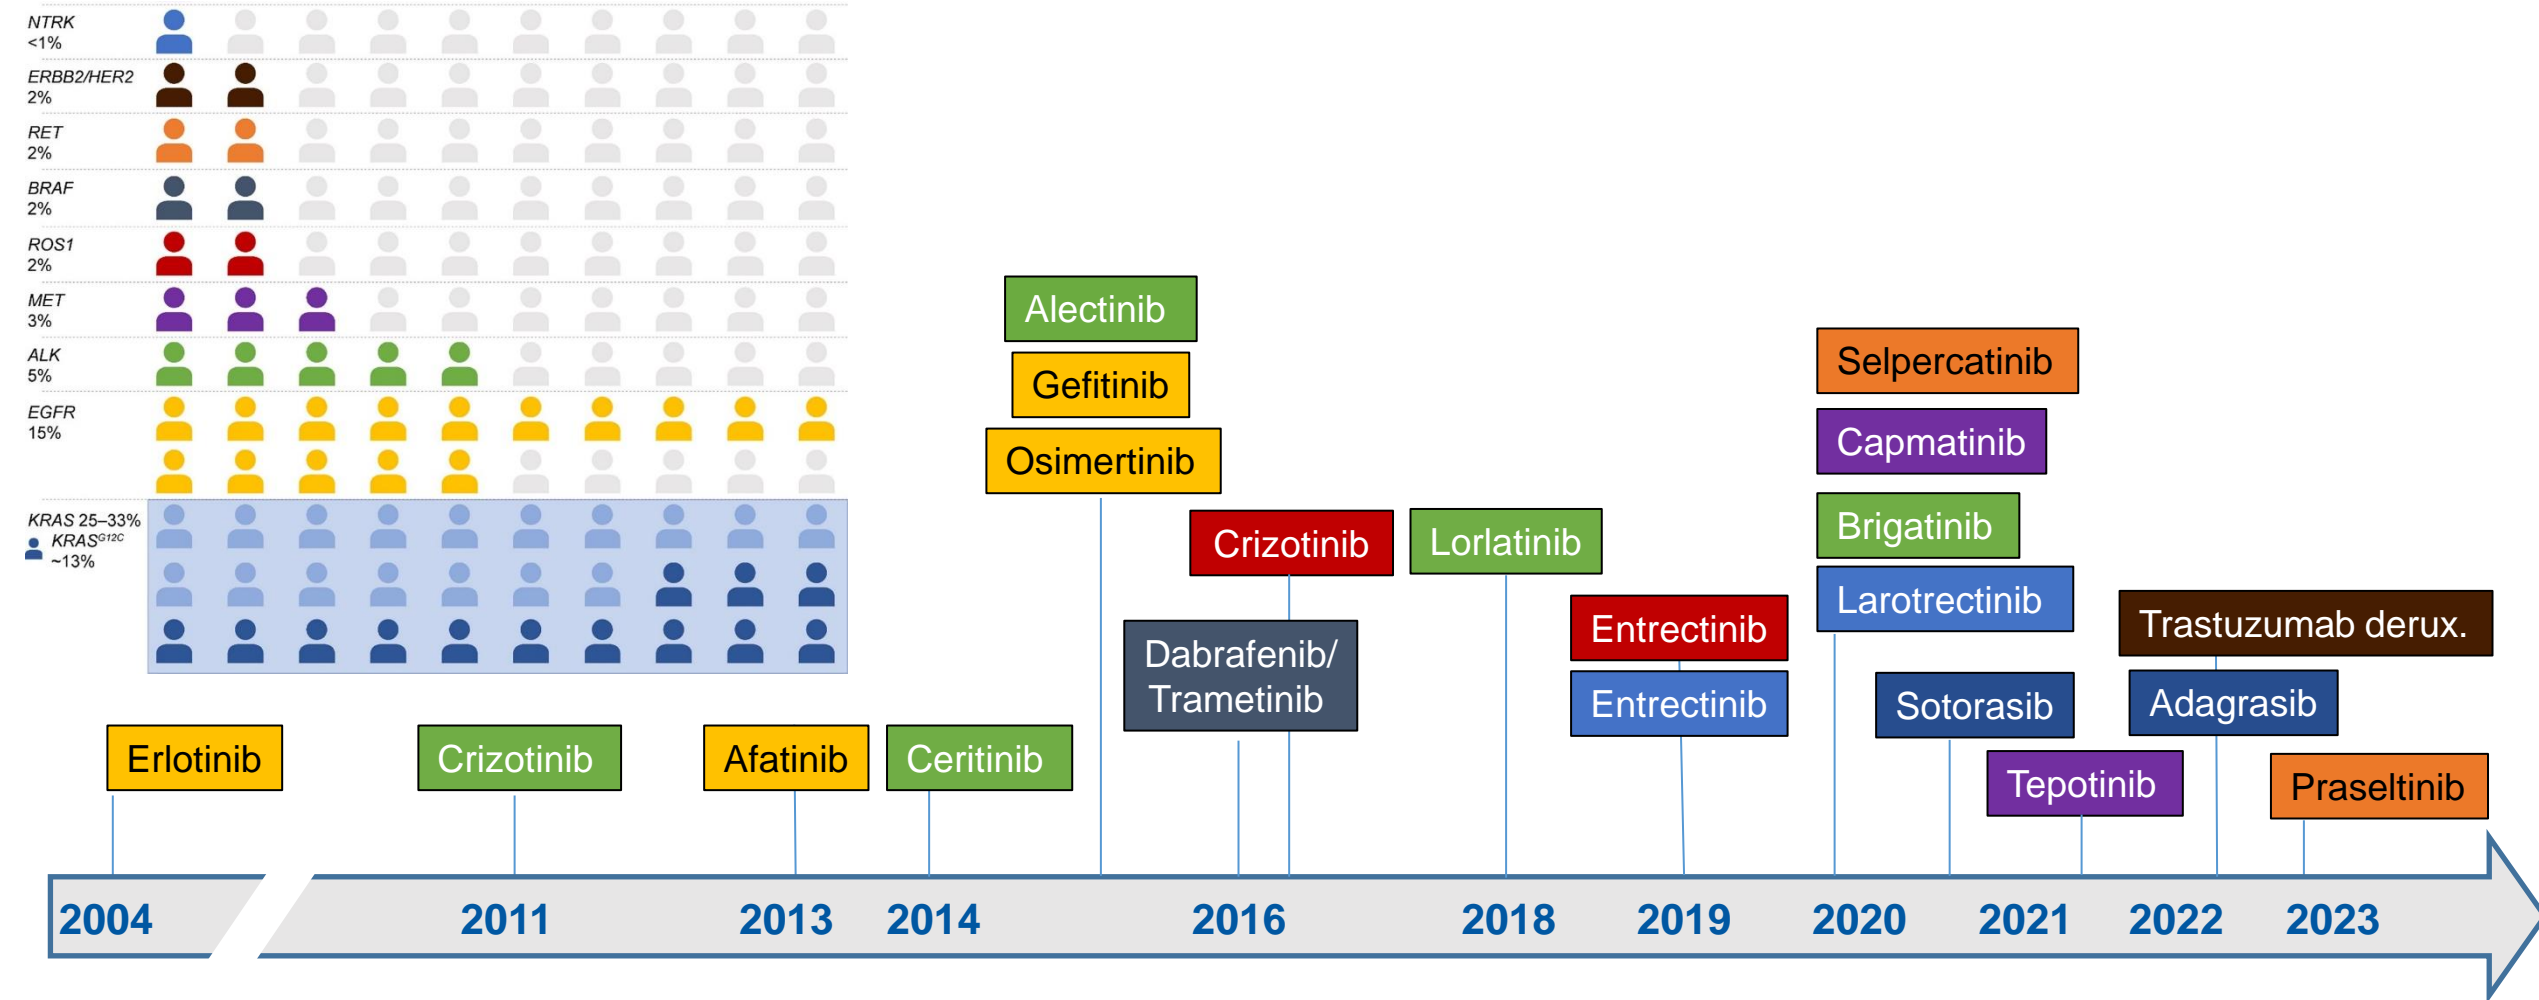 NTRK
<1%
ERBB2/HER2
2%
RET
2%
BRAF
2%
ROS1
2%
MET
3%
ALK
5%
EGFR
15%
KRAS 25–33%
KRASG12C
~13%
Alectinib
Gefitinib
Osimertinib
Crizotinib
Dabrafenib/
Trametinib
Lorlatinib
Entrectinib
Entrectinib
Selpercatinib
Capmatinib
Brigatinib
Larotrectinib
Sotorasib
Tepotinib
Trastuzumab derux.
Adagrasib
Praseltinib
Erlotinib
Crizotinib
Afatinib
Ceritinib
2004
2011
2013
2014
2016
2018
2019
2020
2021
2022
2023